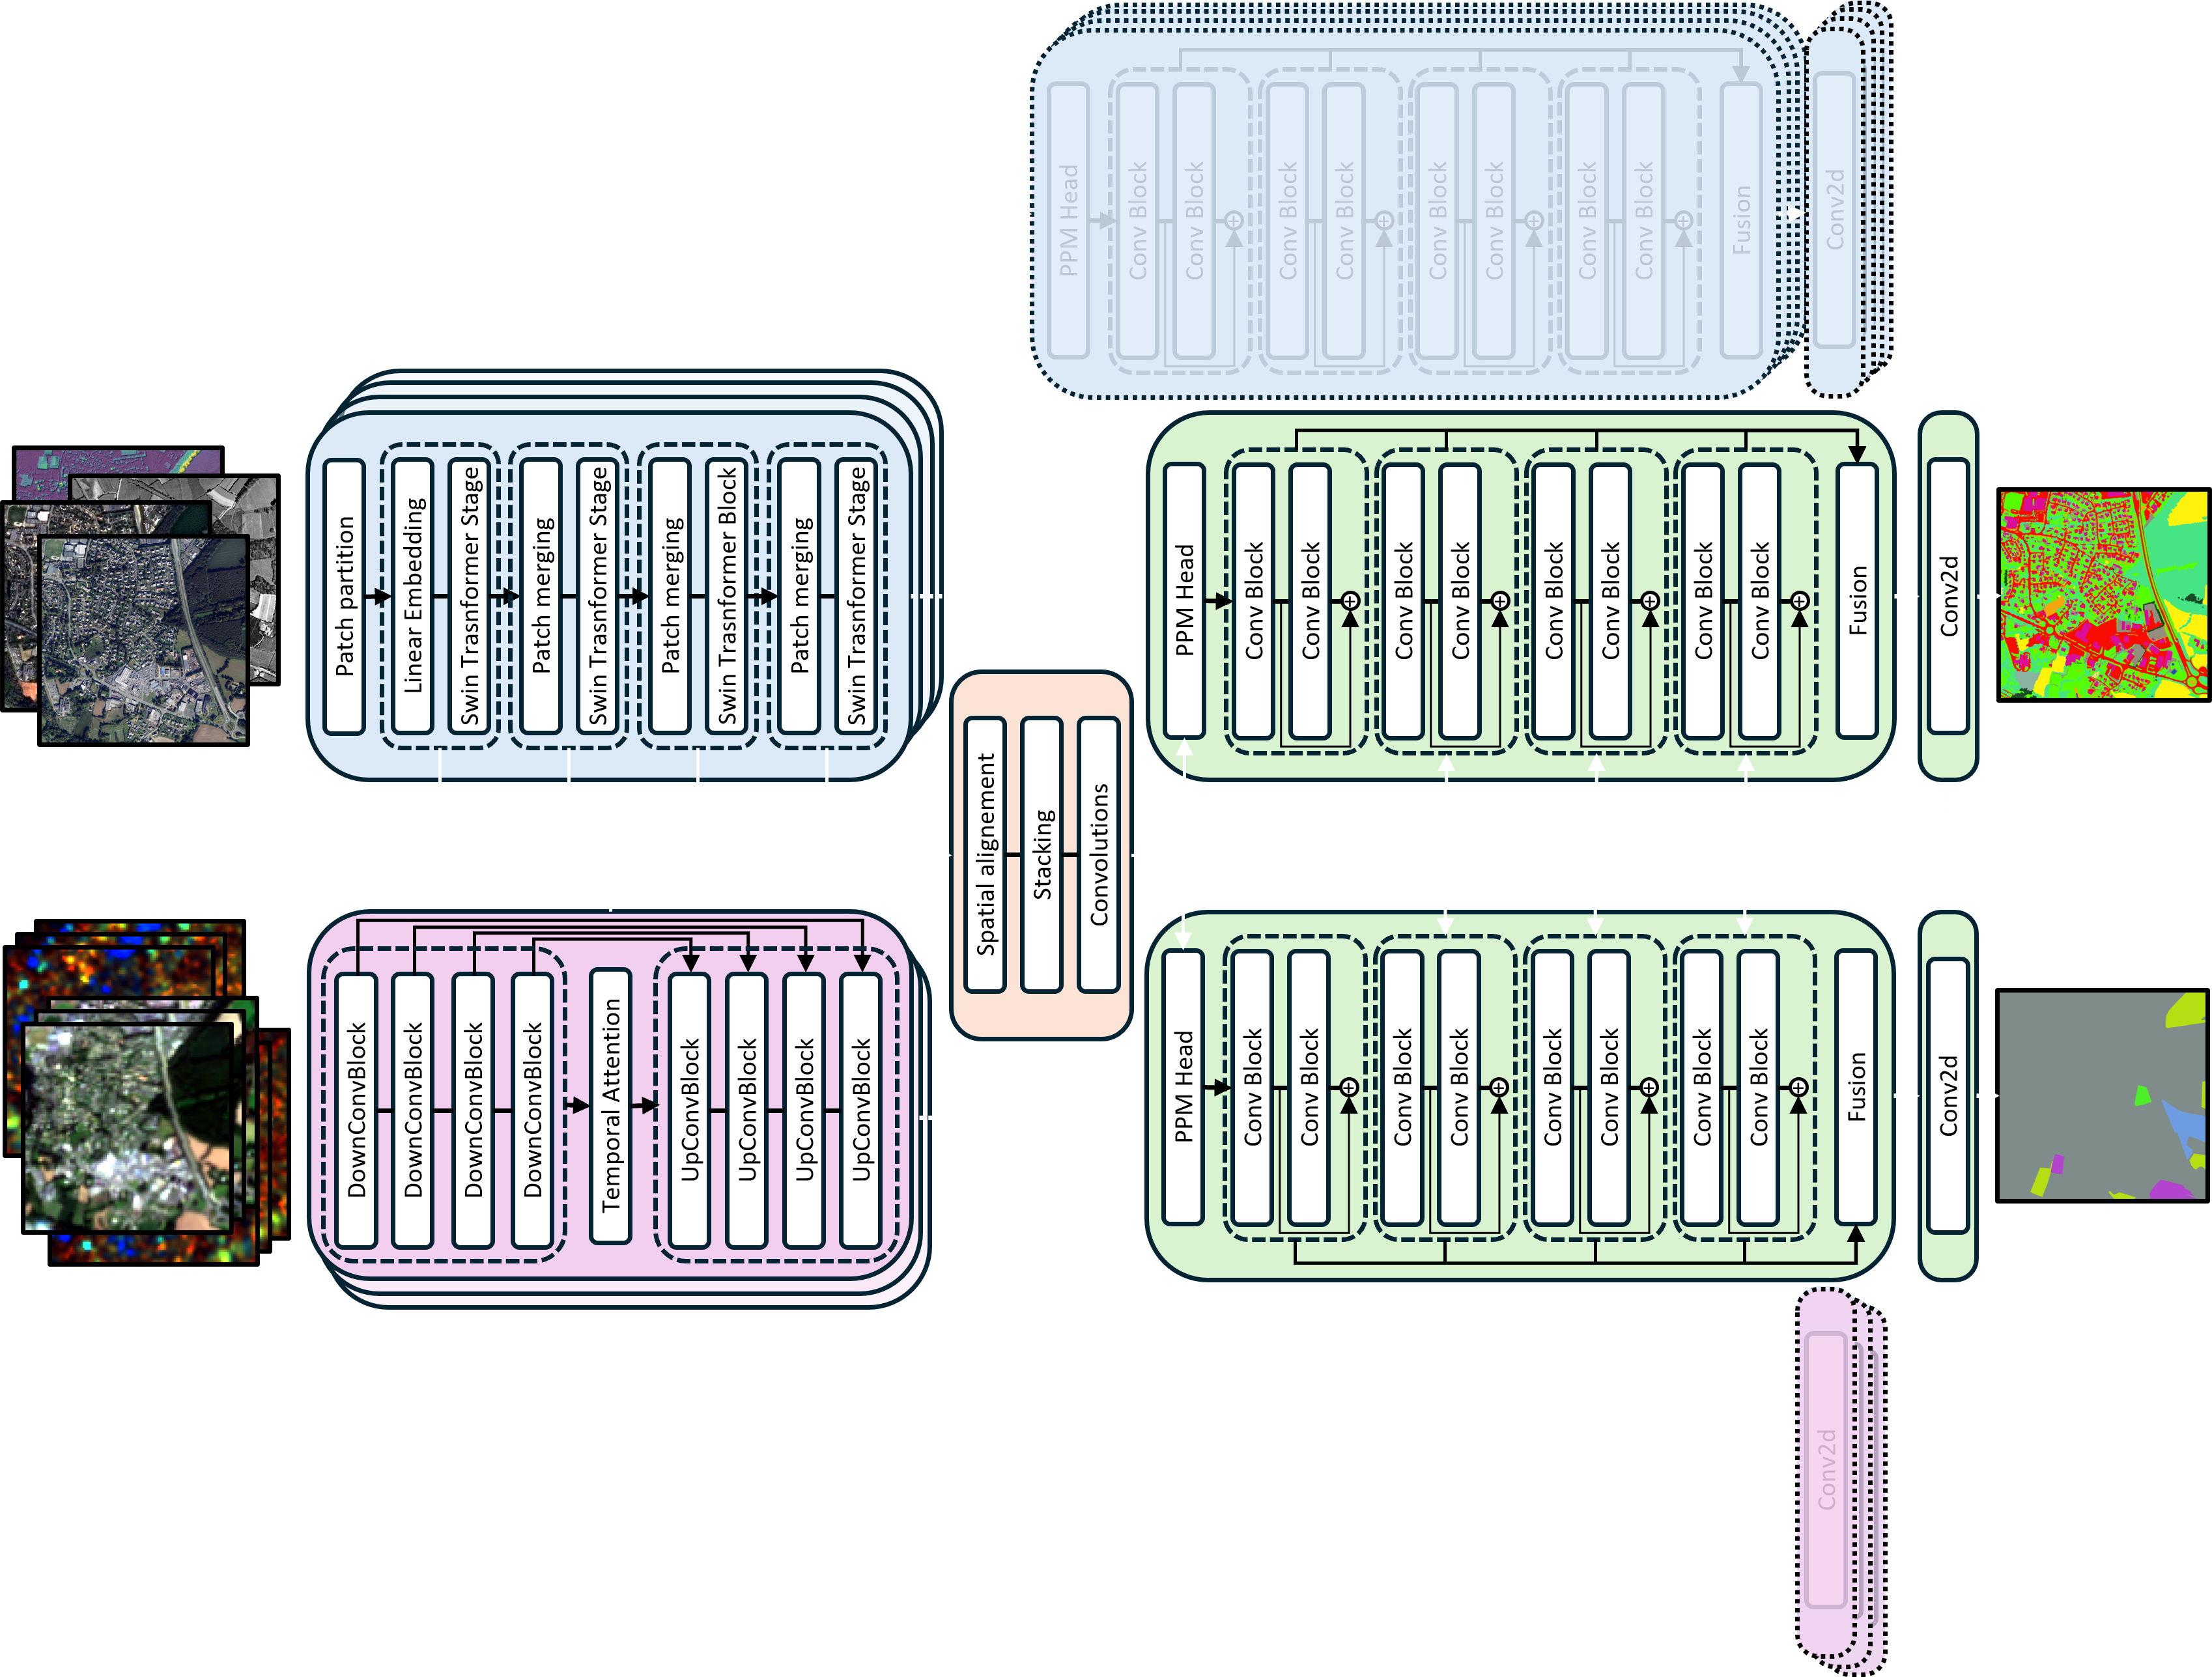 PPM Head
Conv Block
Conv Block
Conv Block
Conv Block
Conv Block
Conv Block
Conv Block
Conv Block
Fusion
Conv2d
Patch partition
Linear Embedding
Swin Trasnformer Stage
Patch merging
Swin Trasnformer Stage
Patch merging
Swin Trasnformer Block
Patch merging
Swin Trasnformer Stage
Spatial alignement
Stacking
Convolutions
PPM Head
Conv Block
Conv Block
Conv Block
Conv Block
Conv Block
Conv Block
Conv Block
Conv Block
Fusion
Conv2d
DownConvBlock
DownConvBlock
DownConvBlock
DownConvBlock
Temporal Attention
UpConvBlock
UpConvBlock
UpConvBlock
UpConvBlock
PPM Head
Conv Block
Conv Block
Conv Block
Conv Block
Conv Block
Conv Block
Conv Block
Conv Block
Fusion
Conv2d
Conv2d